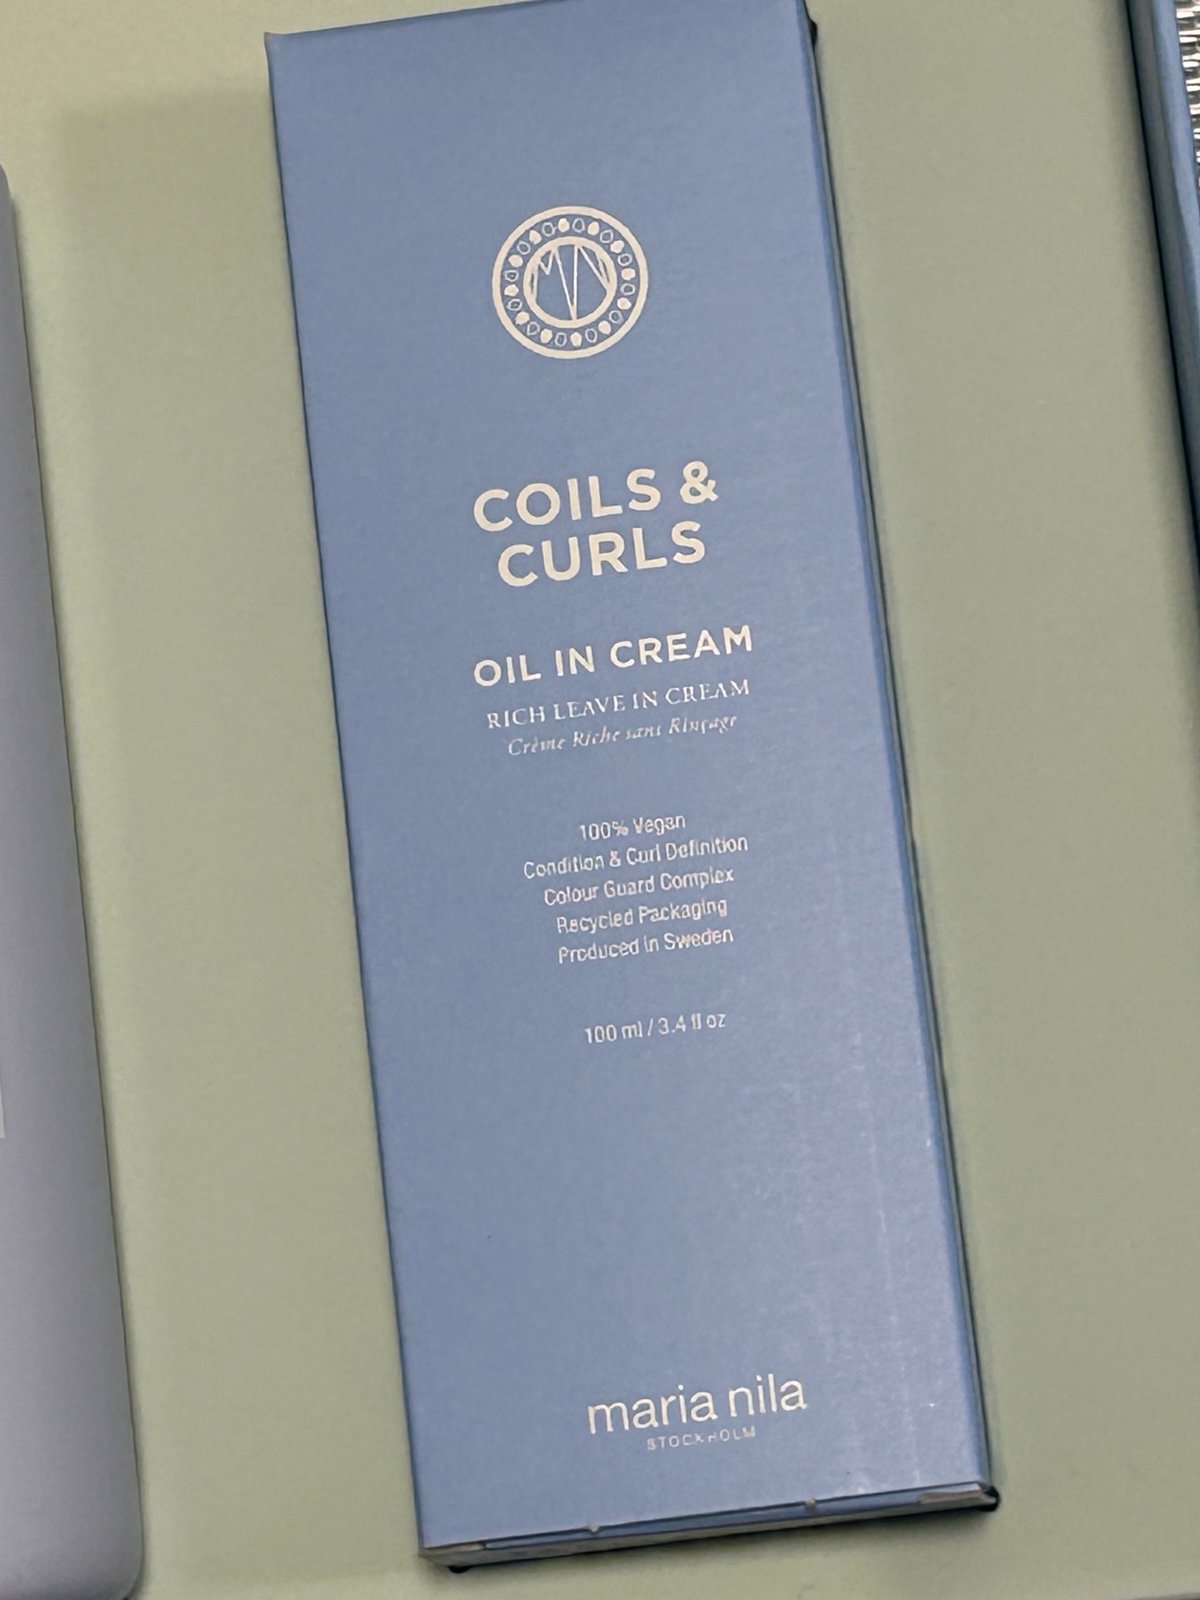 MN
COILS &
CURLS
OIL IN CREAM
RICH LEAVE IN CREAM
Crème Riche sans Rinçage
100% Vegan
Condition & Curl Definition
Colour Guard Complex
Recycled Packaging
Produced in Sweden
100 ml / 3.4 fl oz
maria nila
STOCKHOLM